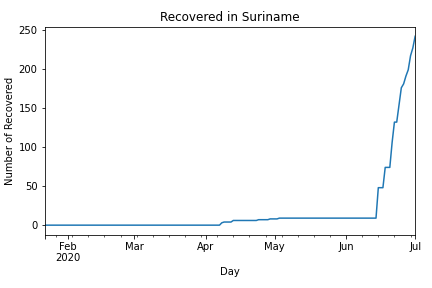 Recovered in Suriname
Number of Recovered
250
200
150
100
50
0
Feb
2020
Mar
Apr
May
Jun
Jul
Day